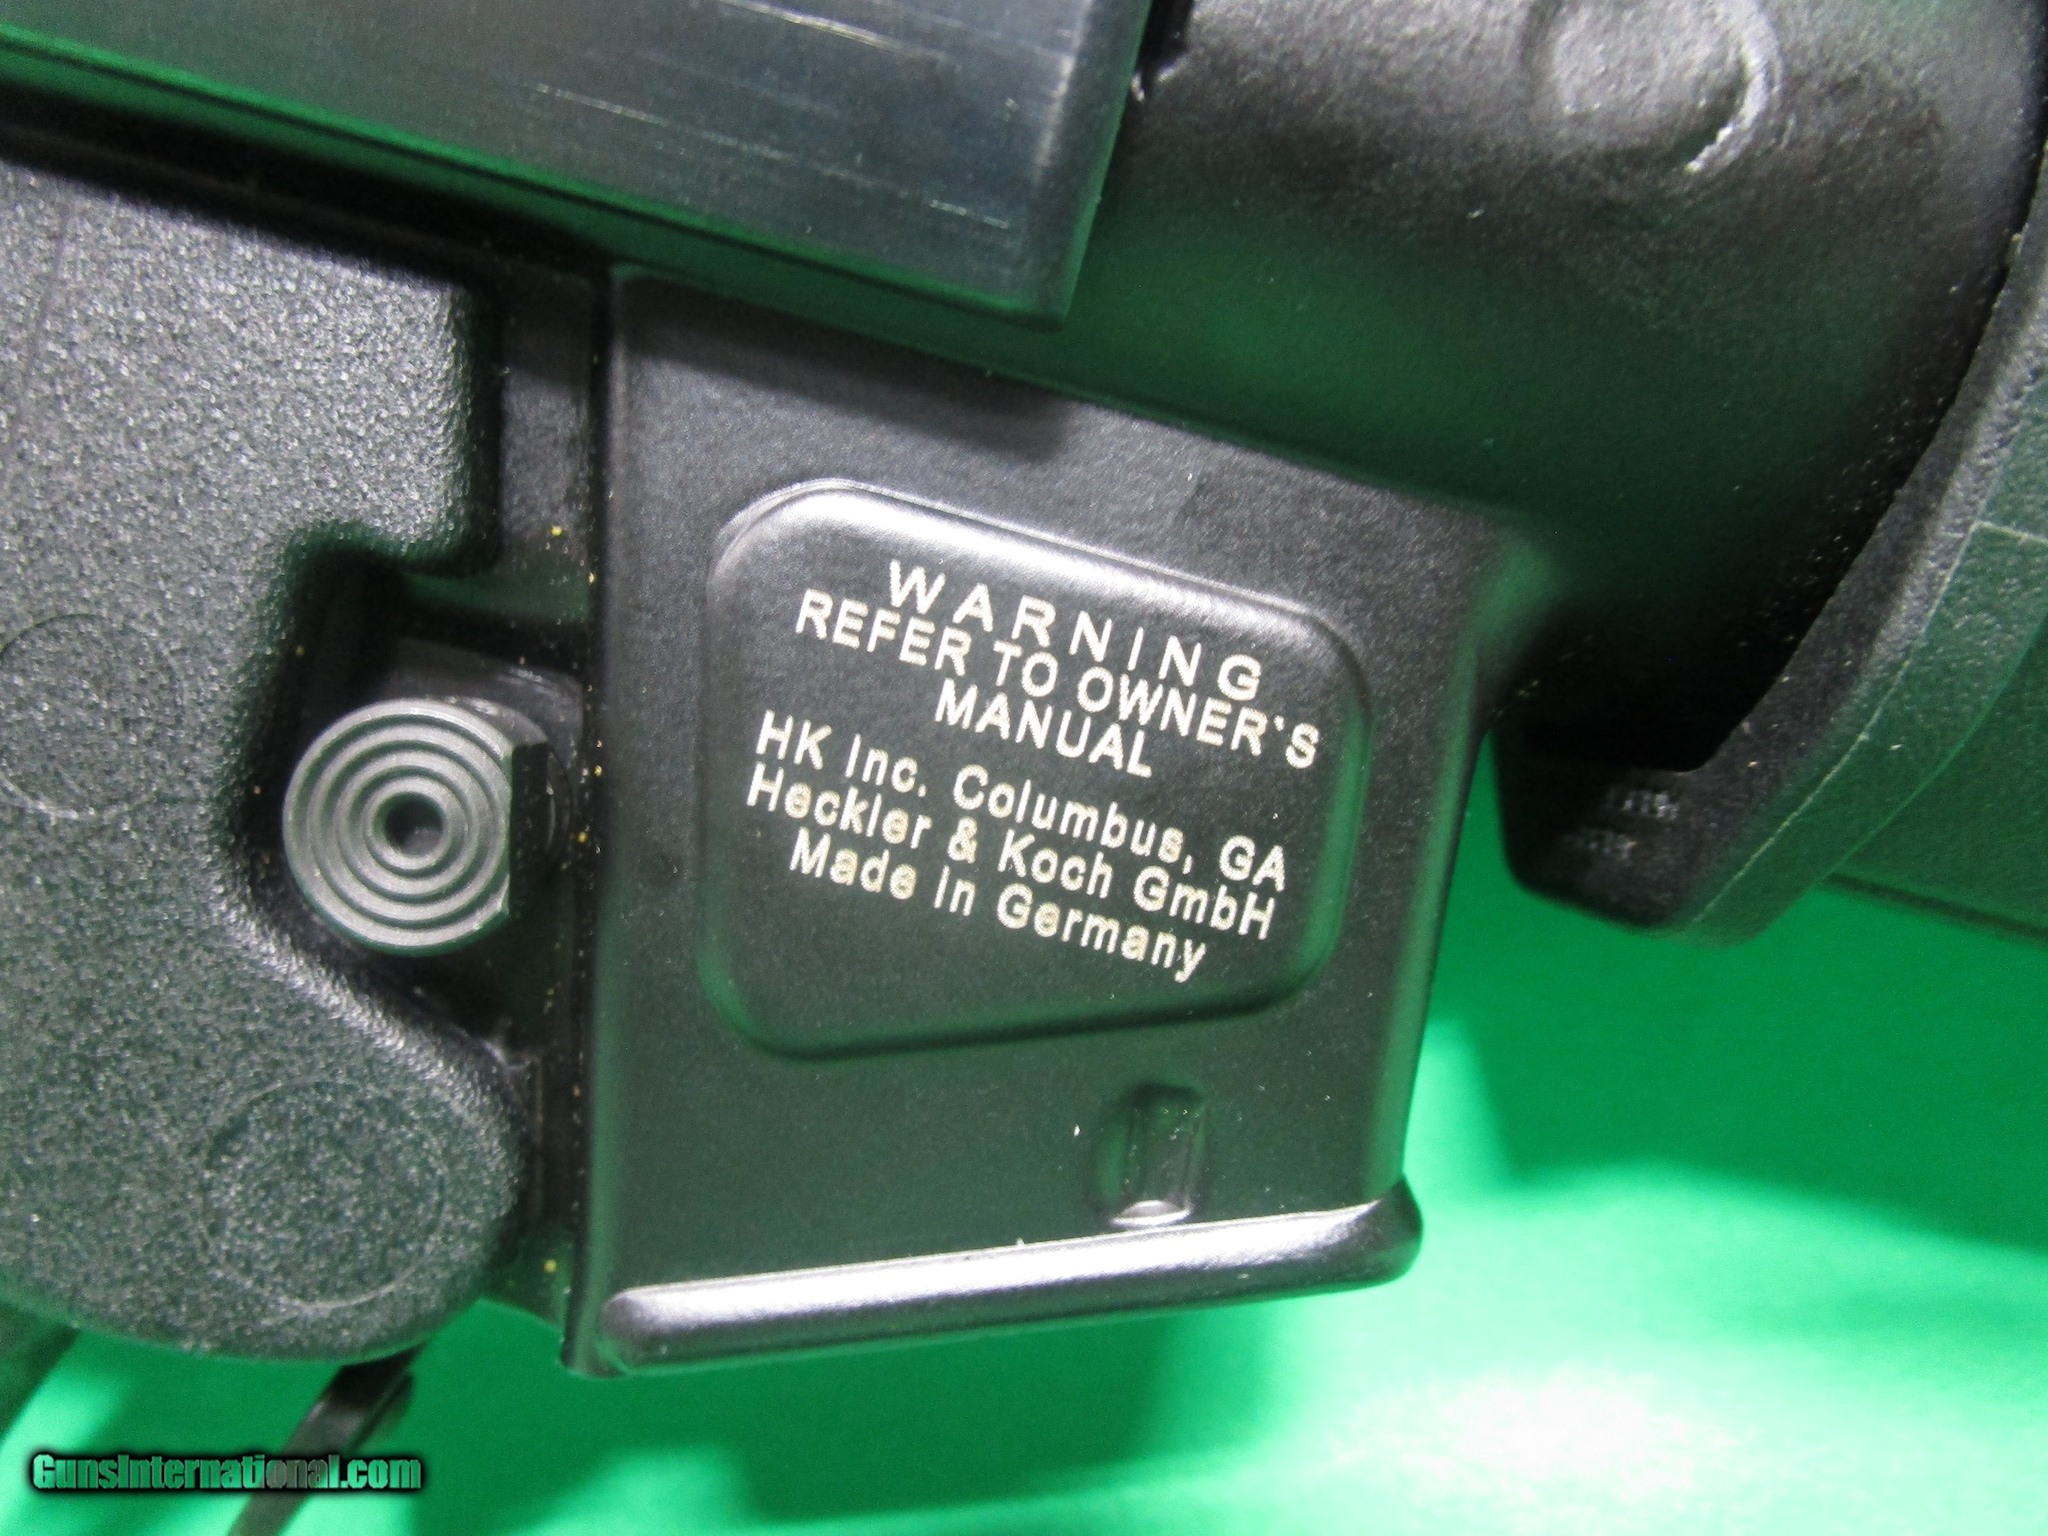 WARNING
REFER TO OWNER'S
MANUAL
HK Inc. Columbus, GA
Heckler & Koch GmbH
Made in Germany
GunsInternational.com